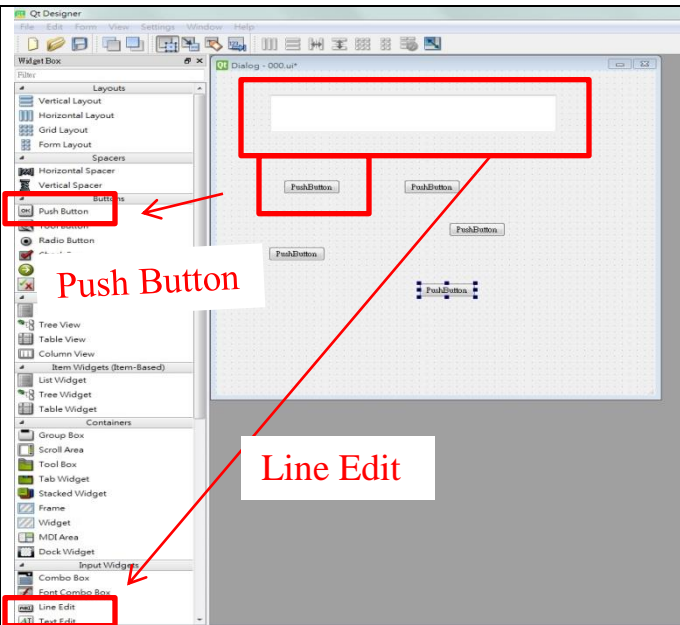 Qt Designer
File Edit Form View Settings Window Help
Widget Box
Dialog - 000.ui*
Filter
Layouts
Vertical Layout
Horizontal Layout
Grid Layout
Form Layout
Spacers
Horizontal Spacer
Vertical Spacer
Buttons
Push Button
Tool Button
Radio Button
PushButton
PushButton
PushButton
PushButton
PushButton
Push Button
Tree View
Table View
Column View
Item Widgets (Item-Based)
List Widget
Tree Widget
Table Widget
Containers
Group Box
Scroll Area
Tool Box
Tab Widget
Stacked Widget
Frame
Widget
MDI Area
Dock Widget
Line Edit
Input Widgets
Combo Box
Font Combo Box
Line Edit
Text Edit